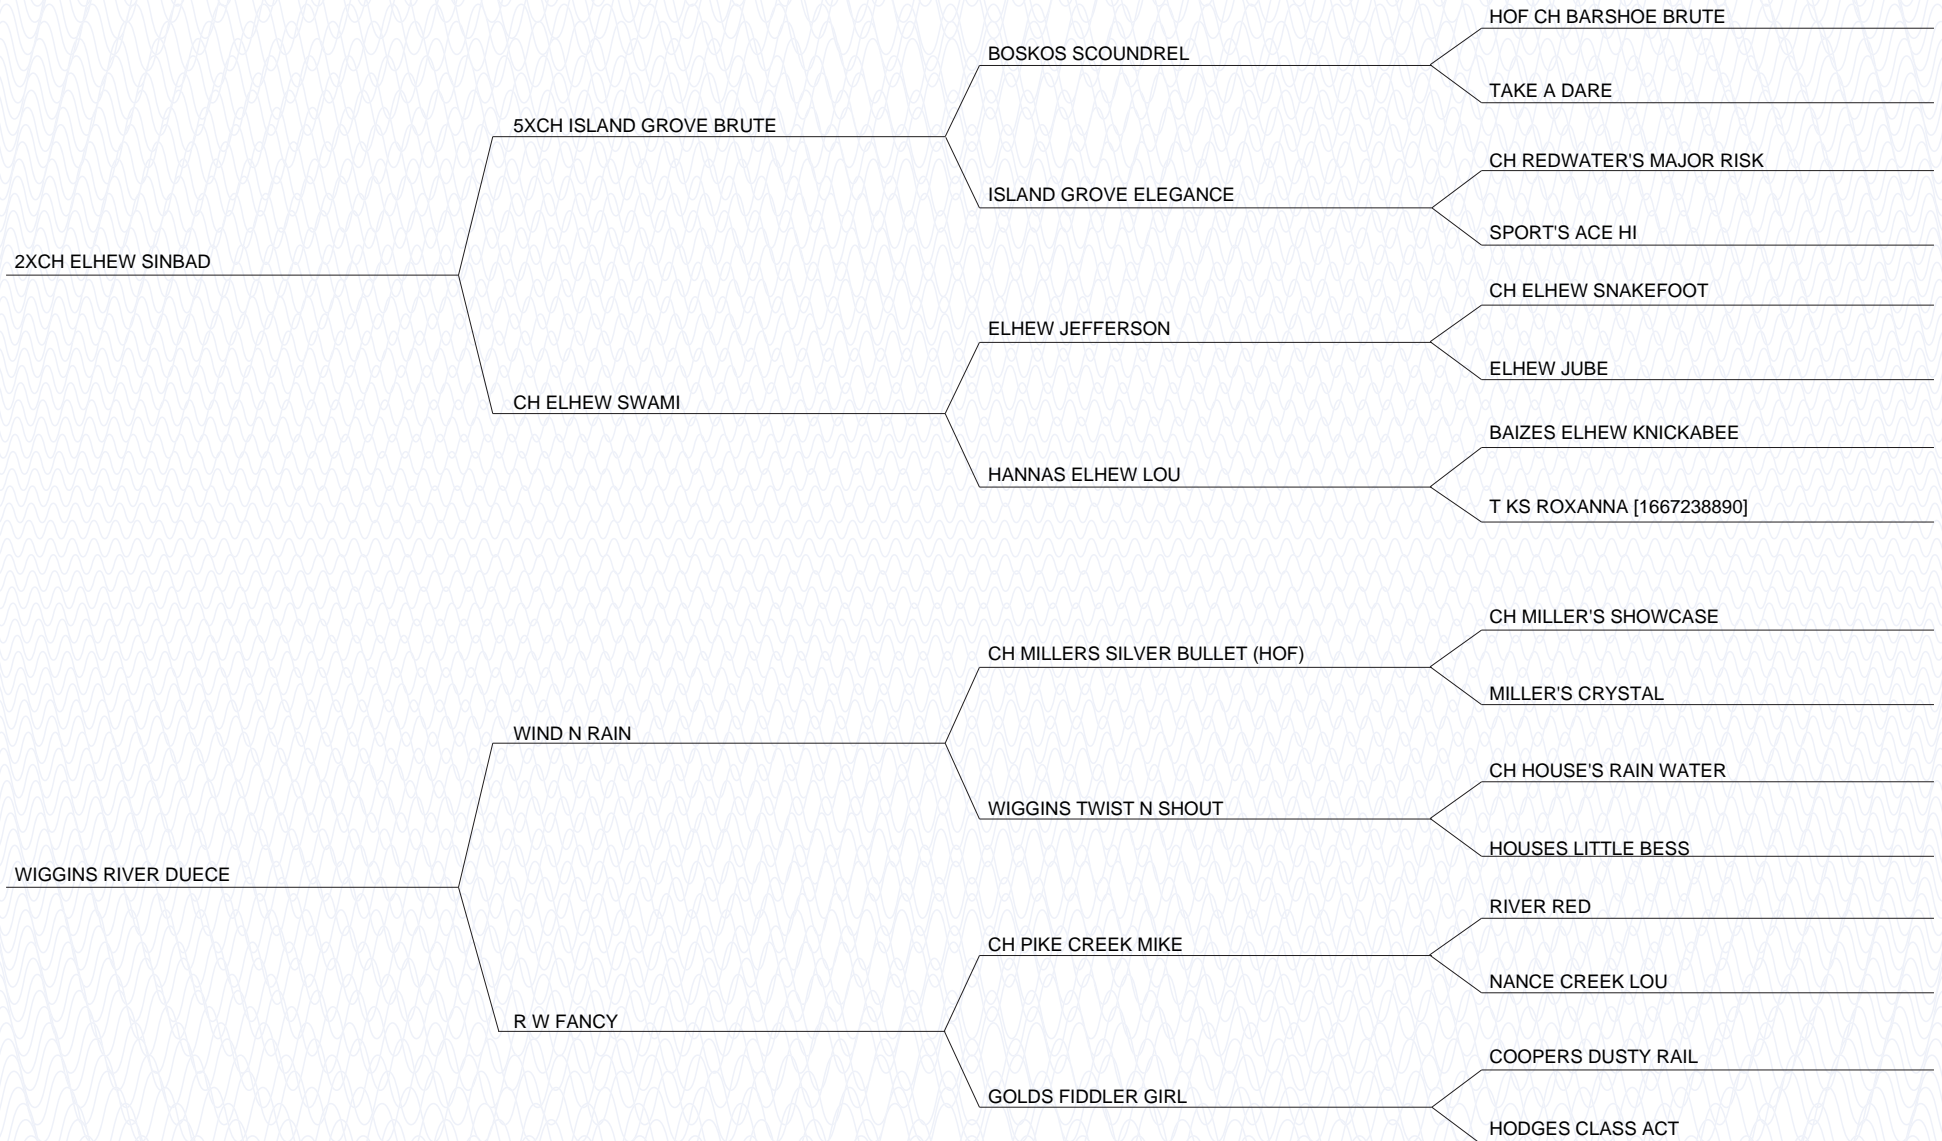 HOF CH BARSHOE BRUTE
BOSKOS SCOUNDREL
TAKE A DARE
5XCH ISLAND GROVE BRUTE
CH REDWATER'S MAJOR RISK
ISLAND GROVE ELEGANCE
SPORT'S ACE HI
2XCH ELHEW SINBAD
CH ELHEW SNAKEFOOT
ELHEW JEFFERSON
ELHEW JUBE
CH ELHEW SWAMI
BAIZES ELHEW KNICKABEE
HANNAS ELHEW LOU
T KS ROXANNA [1667238890]
CH MILLER'S SHOWCASE
CH MILLERS SILVER BULLET (HOF)
MILLER'S CRYSTAL
WIND N RAIN
CH HOUSE'S RAIN WATER
WIGGINS TWIST N SHOUT
HOUSES LITTLE BESS
WIGGINS RIVER DUECE
RIVER RED
CH PIKE CREEK MIKE
NANCE CREEK LOU
R W FANCY
COOPERS DUSTY RAIL
GOLDS FIDDLER GIRL
HODGES CLASS ACT